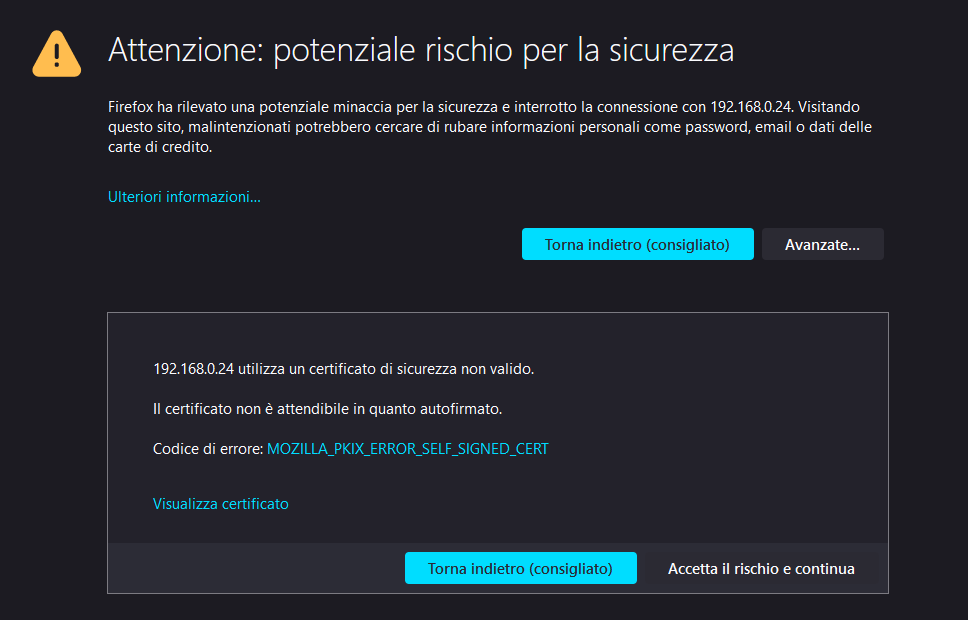 Attenzione: potenziale rischio per la sicurezza
Firefox ha rilevato una potenziale minaccia per la sicurezza e interrotto la connessione con 192.168.0.24. Visitando
questo sito, malintenzionati potrebbero cercare di rubare informazioni personali come password, email o dati delle
carte di credito.
Ulteriori informazioni...
Torna indietro (consigliato)
Avanzate...
192.168.0.24 utilizza un certificato di sicurezza non valido.
Il certificato non è attendibile in quanto autofirmato.
Codice di errore: MOZILLA_PKIX_ERROR_SELF_SIGNED_CERT
Visualizza certificato
Torna indietro (consigliato)
Accetta il rischio e continua